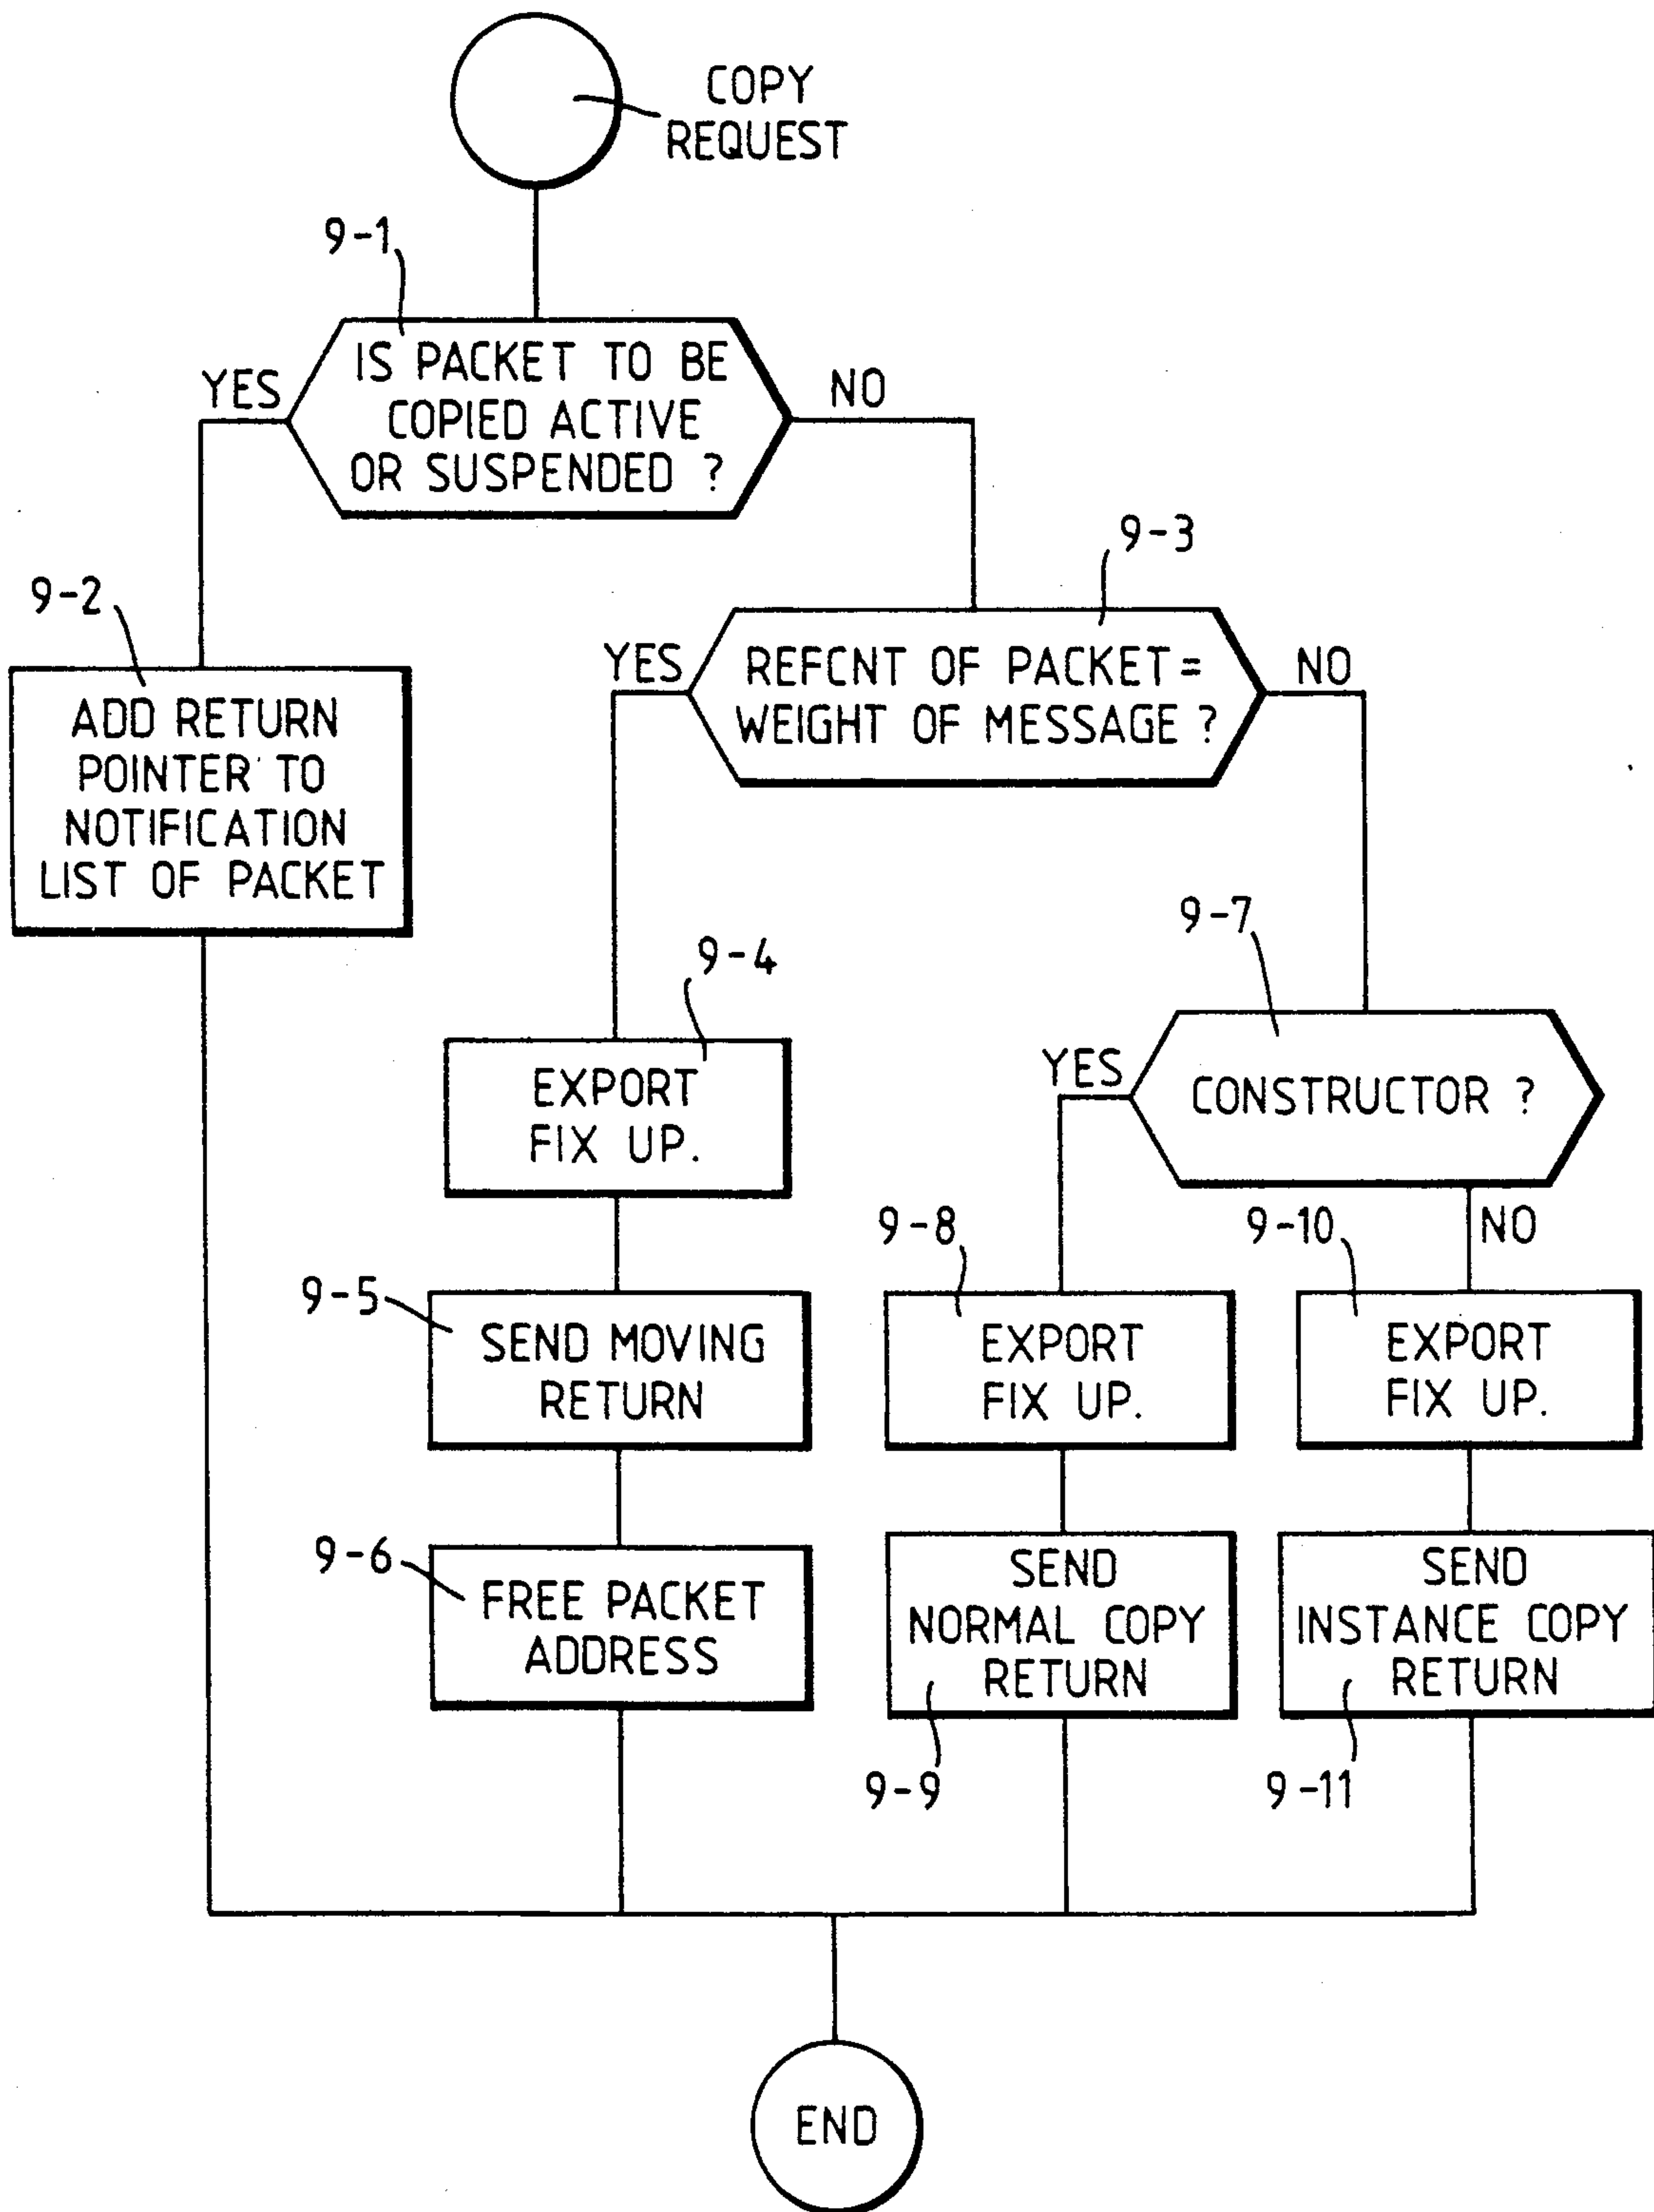 COPY
REQUEST
9-1
IS PACKET TO BE
COPIED ACTIVE
OR SUSPENDED ?
YES
NO
9-2
ADD RETURN
POINTER TO
NOTIFICATION
LIST OF PACKET
9-3
REFCNT OF PACKET =
WEIGHT OF MESSAGE ?
YES
NO
9-4
EXPORT
FIX UP.
9-5
SEND MOVING
RETURN
9-6
FREE PACKET
ADDRESS
9-7
CONSTRUCTOR ?
YES
NO
9-8
EXPORT
FIX UP.
9-9
SEND
NORMAL COPY
RETURN
9-10
EXPORT
FIX UP.
9-11
SEND
INSTANCE COPY
RETURN
END